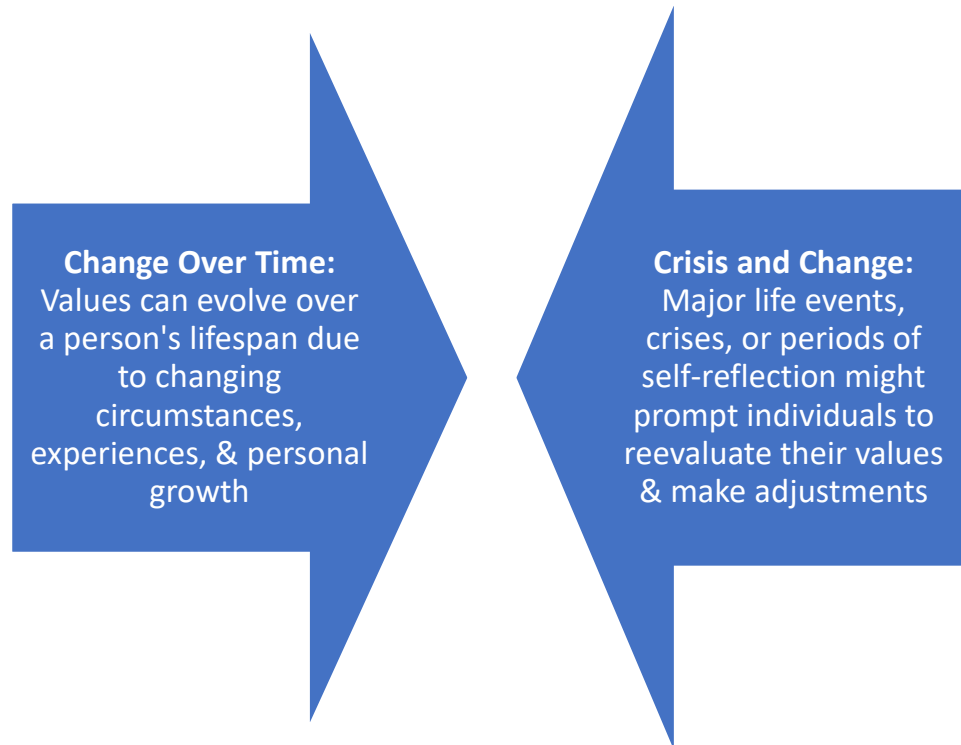 Change Over Time:
Values can evolve over
a person's lifespan due
to changing
circumstances,
experiences, & personal
growth
Crisis and Change:
Major life events,
crises, or periods of
self-reflection might
prompt individuals to
reevaluate their values
& make adjustments